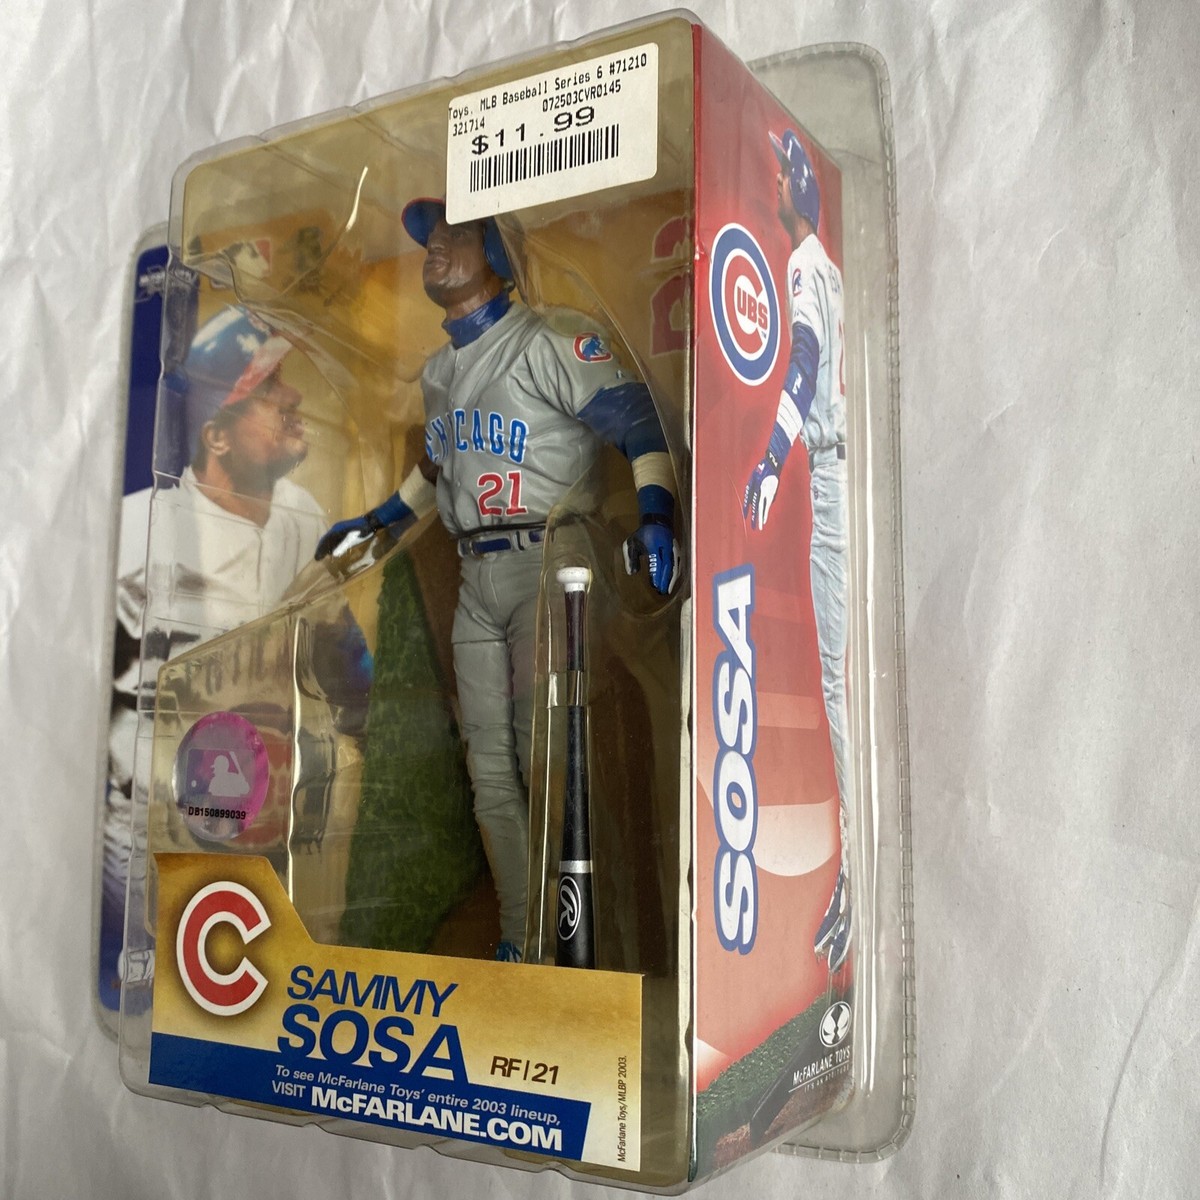 Toys, MLB Baseball Series 6 #71210
321714 072503CVR0145
$11.99
CHICAGO
21
CUBS
SOSA
DB150899039
C
SAMMY
SOSA
RF | 21
To see McFarlane Toys' entire 2003 lineup,
VISIT McFARLANE.COM
McFarlane Toys/MLBP 2003.
McFARLANE TOYS